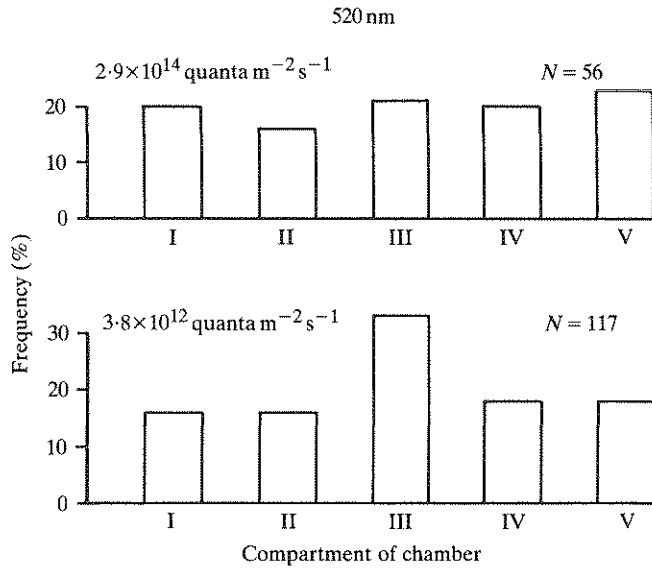 520 nm
2·9×10¹⁴ quanta m⁻² s⁻¹
N = 56
20
10
0
I II III IV V
Frequency (%)
3·8×10¹² quanta m⁻² s⁻¹
N = 117
30
20
10
0
I II III IV V
Compartment of chamber